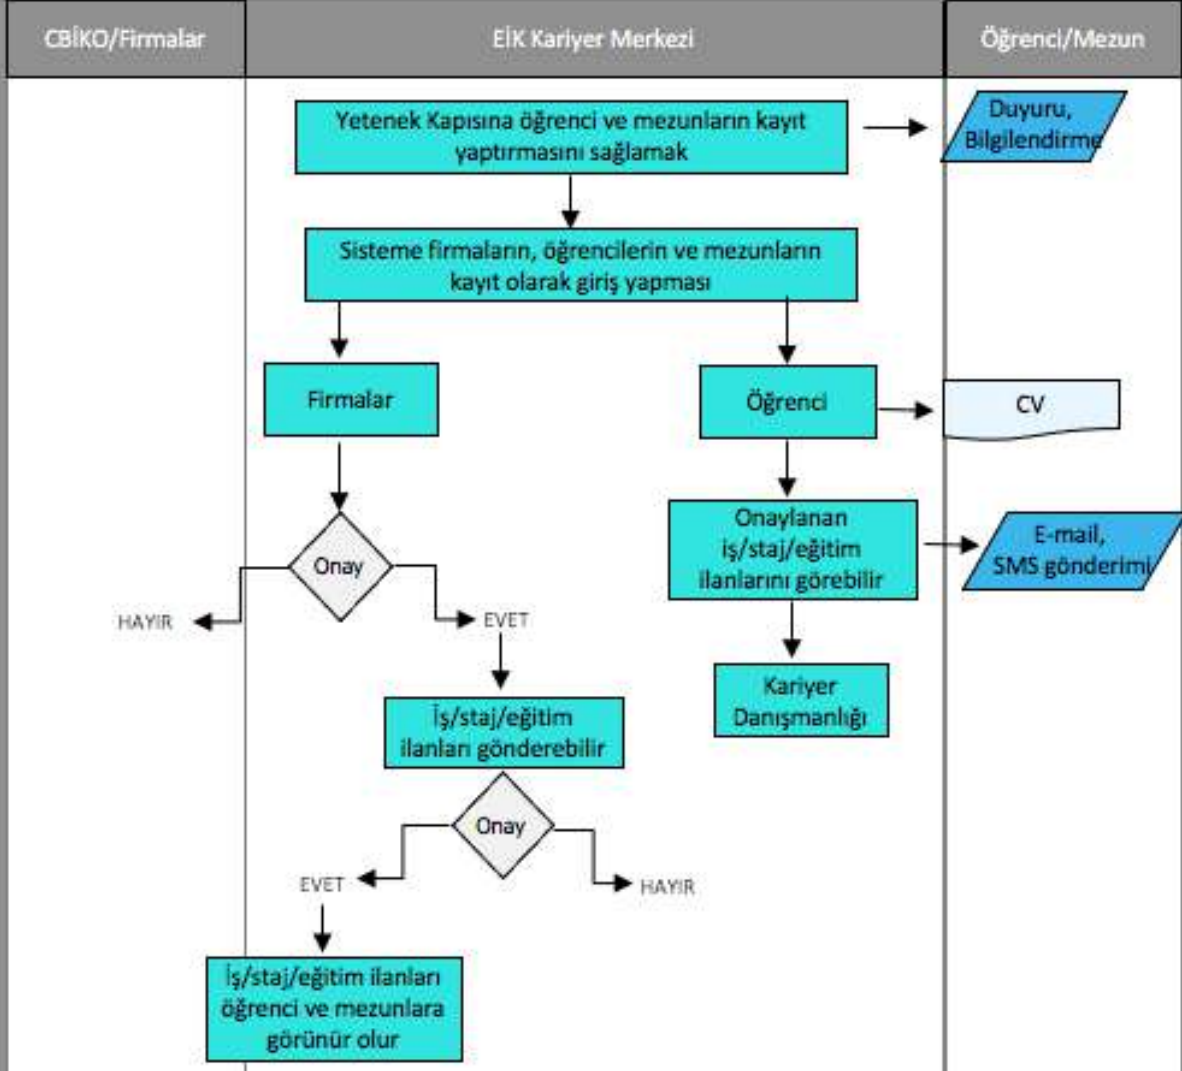 CBİKO/Firmalar
EİK Kariyer Merkezi
Öğrenci/Mezun
Yetenek Kapısına öğrenci ve mezunların kayıt
yaptırmasını sağlamak
Duyuru,
Bilgilendirme
Sisteme firmaların, öğrencilerin ve mezunların
kayıt olarak giriş yapması
Firmalar
Öğrenci
CV
Onay
Onaylanan
iş/staj/eğitim
ilanlarını görebilir
E-mail,
SMS gönderimi
HAYIR
EVET
İş/staj/eğitim
ilanları gönderebilir
Kariyer
Danışmanlığı
Onay
EVET
HAYIR
İş/staj/eğitim ilanları
öğrenci ve mezunlara
görünür olur